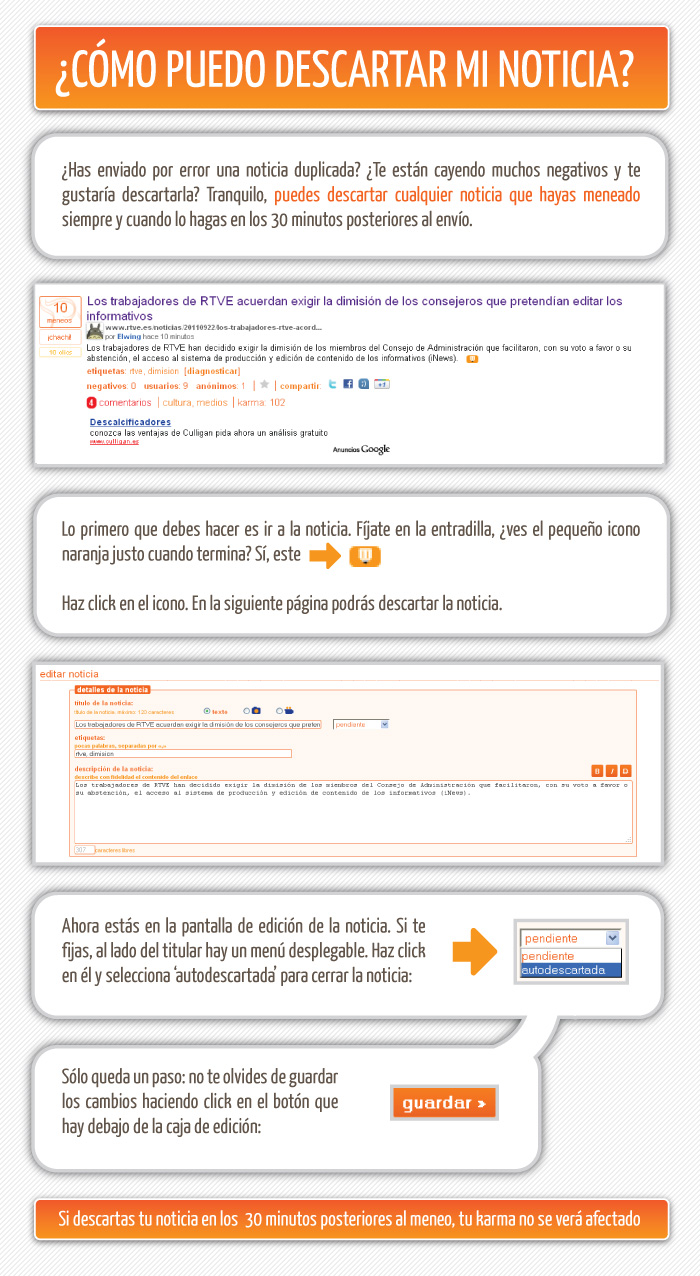 ¿CÓMO PUEDO DESCARTAR MI NOTICIA?
¿Has enviado por error una noticia duplicada? ¿Te están cayendo muchos negativos y te
gustaría descartarla? Tranquilo, puedes descartar cualquier noticia que hayas meneado
siempre y cuando lo hagas en los 30 minutos posteriores al envío.
10
meneos
¡chachi!
Los trabajadores de RTVE acuerdan exigir la dimisión de los consejeros que pretendían editar los
informativos
www.rtve.es/noticias/20110922/los-trabajadores-rtve-acord...
por Elwing hace 10 minutos
Los trabajadores de RTVE han decidido exigir la dimisión de los miembros del Consejo de Administración que facilitaron, con su voto a favor o su
abstención, el acceso al sistema de producción y edición de contenido de los informativos (iNews).
etiquetas: rtve, dimision [diagnosticar]
negativos: 0 usuarios: 9 anónimos: 1 | | compartir: +1
4 comentarios | cultura, medios | karma: 102
Descalcificadores
conozca las ventajas de Culligan pida ahora un análisis gratuito
www.culligan.es
Anuncios Google
Lo primero que debes hacer es ir a la noticia. Fíjate en la entradilla, ¿ves el pequeño icono
naranja justo cuando termina? Sí, este
Haz click en el icono. En la siguiente página podrás descartar la noticia.
editar noticia
detalles de la noticia
título de la noticia:
título de la noticia. máximo: 120 caracteres
texto
Los trabajadores de RTVE acuerdan exigir la dimisión de los consejeros que preten
pendiente
etiquetas:
pocas palabras, separadas por
rtve, dimision
descripción de la noticia:
describe con fidelidad el contenido del enlace
B I
Los trabajadores de RTVE han decidido exigir la dimisión de los miembros del Consejo de Administración que facilitaron, con su voto a favor o
su abstención, el acceso al sistema de producción y edición de contenido de los informativos (iNews).
307 caracteres libres
Ahora estás en la pantalla de edición de la noticia. Si te
fijas, al lado del titular hay un menú desplegable. Haz click
en él y selecciona ‘autodescartada’ para cerrar la noticia:
pendiente
pendiente
autodescartada
Sólo queda un paso: no te olvides de guardar
los cambios haciendo click en el botón que
hay debajo de la caja de edición:
guardar »
Si descartas tu noticia en los 30 minutos posteriores al meneo, tu karma no se verá afectado